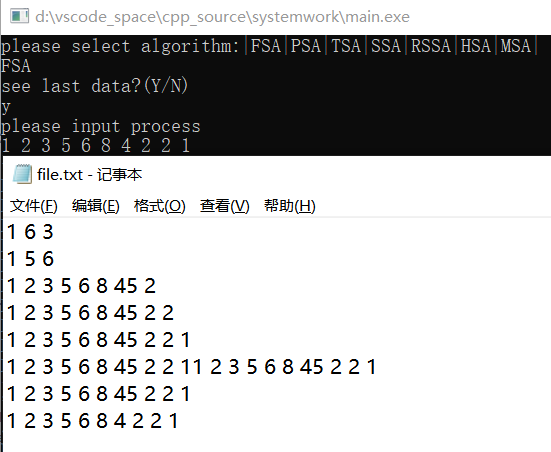 d:\vscode_space\cpp_source\systemwork\main.exe
please select algorithm:|FSA|PSA|TSA|SSA|RSSA|HSA|MSA|
FSA
see last data?(Y/N)
y
please input process
1 2 3 5 6 8 4 2 2 1
file.txt - 记事本
文件(F) 编辑(E) 格式(O) 查看(V) 帮助(H)
1 6 3
1 5 6
1 2 3 5 6 8 45 2
1 2 3 5 6 8 45 2 2
1 2 3 5 6 8 45 2 2 1
1 2 3 5 6 8 45 2 2 11 2 3 5 6 8 45 2 2 1
1 2 3 5 6 8 45 2 2 1
1 2 3 5 6 8 4 2 2 1